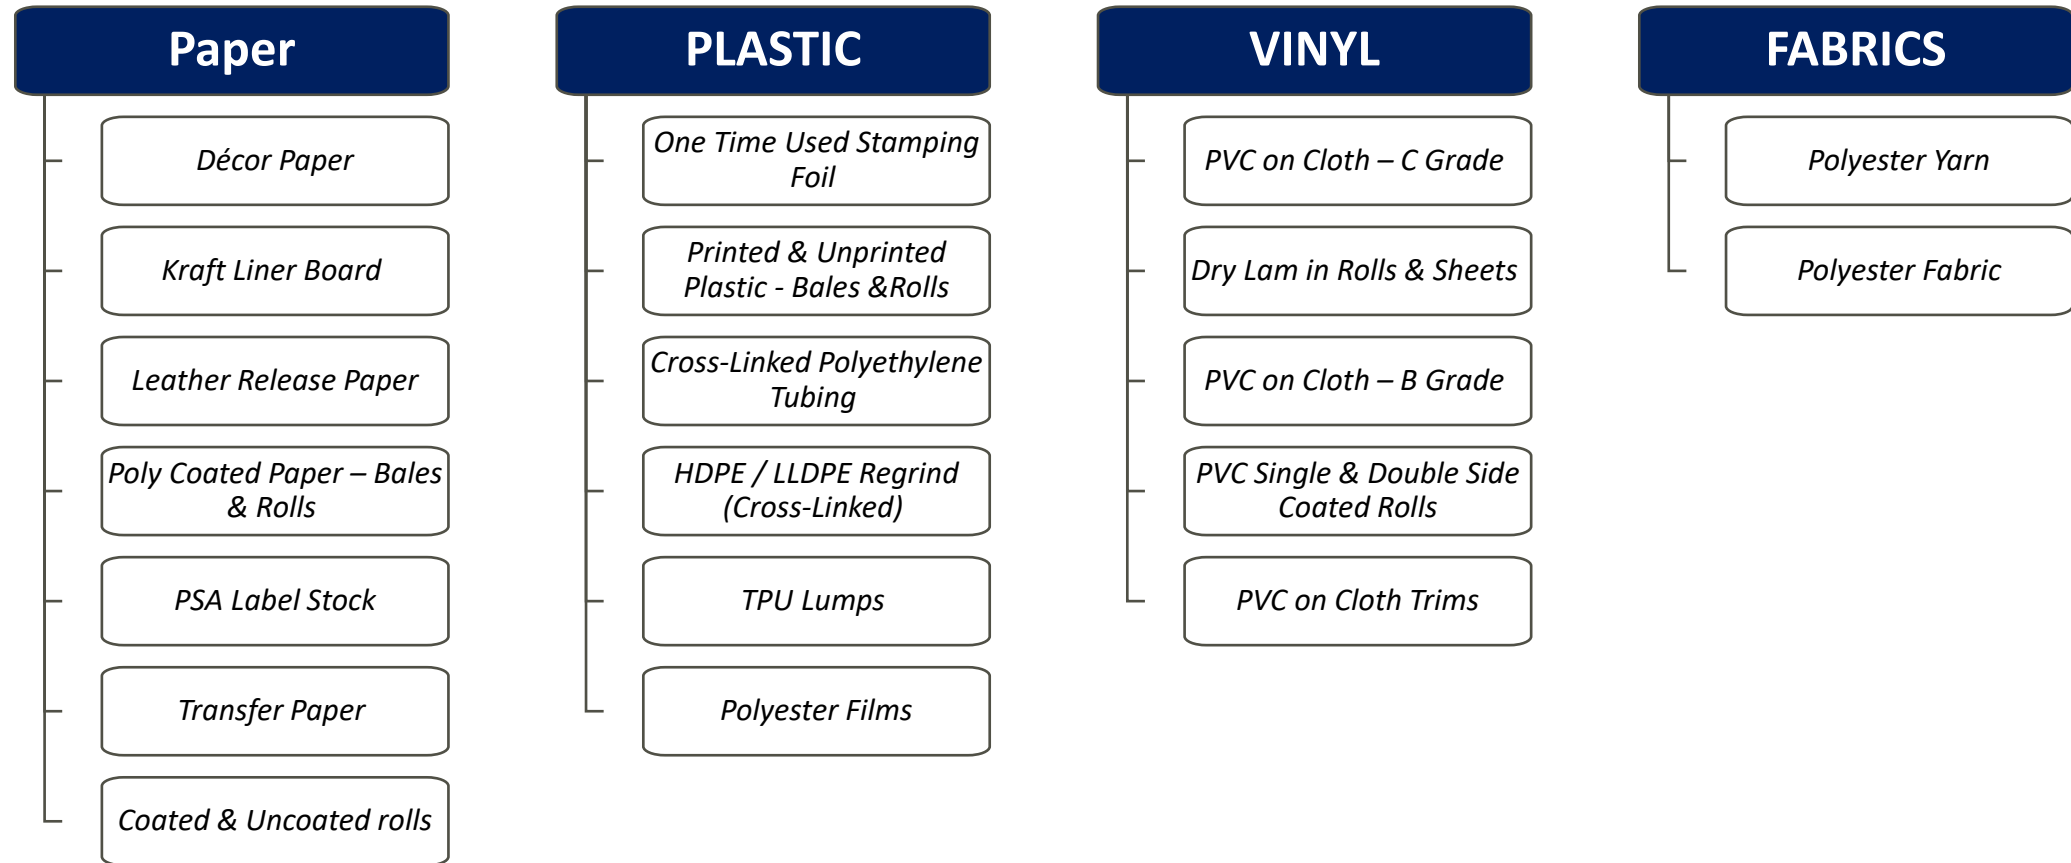 Paper
Décor Paper
Kraft Liner Board
Leather Release Paper
Poly Coated Paper – Bales
& Rolls
PSA Label Stock
Transfer Paper
Coated & Uncoated rolls
PLASTIC
One Time Used Stamping
Foil
Printed & Unprinted
Plastic - Bales &Rolls
Cross-Linked Polyethylene
Tubing
HDPE / LLDPE Regrind
(Cross-Linked)
TPU Lumps
Polyester Films
VINYL
PVC on Cloth – C Grade
Dry Lam in Rolls & Sheets
PVC on Cloth – B Grade
PVC Single & Double Side
Coated Rolls
PVC on Cloth Trims
FABRICS
Polyester Yarn
Polyester Fabric